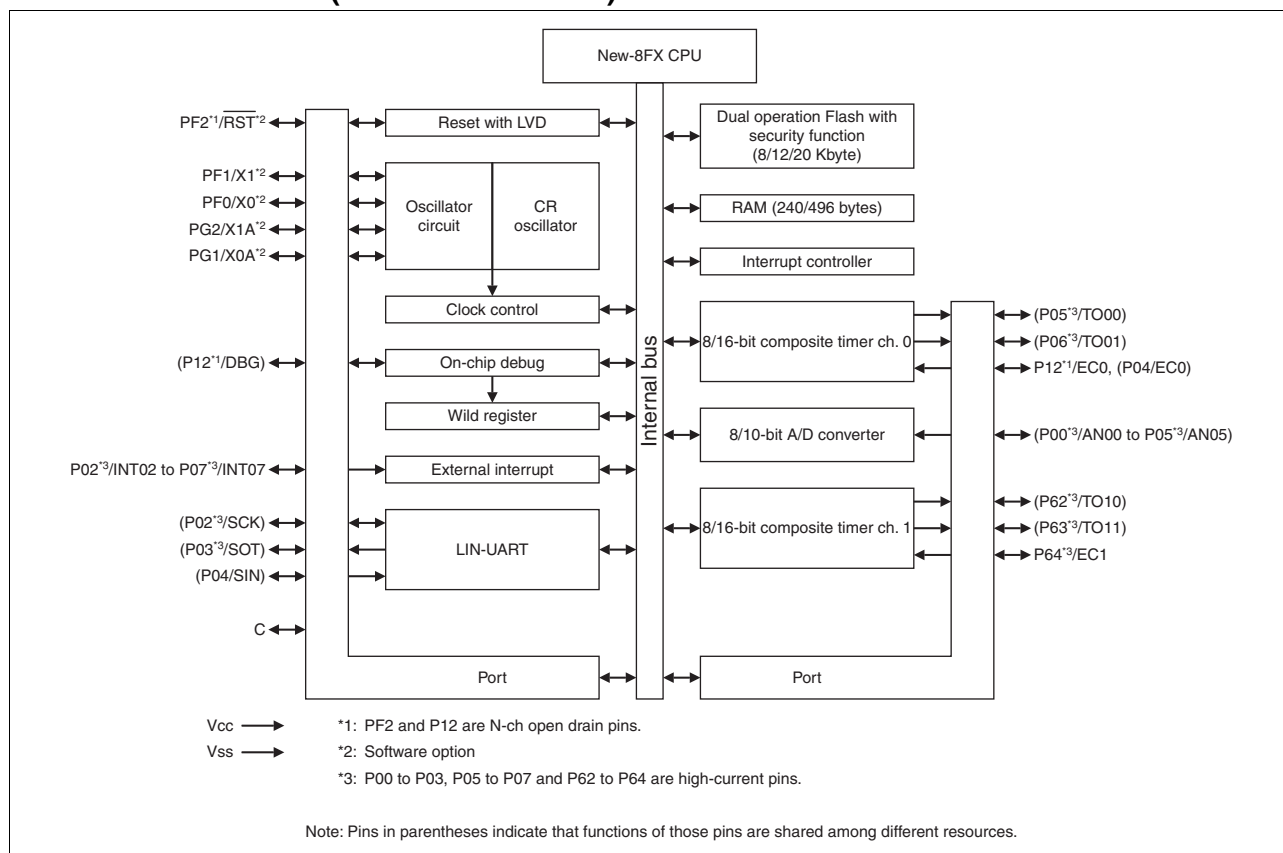 New-8FX CPU
PF2*1/RST*2
Reset with LVD
Dual operation Flash with
security function
(8/12/20 Kbyte)
PF1/X1*2
PF0/X0*2
PG2/X1A*2
PG1/X0A*2
Oscillator
circuit
CR
oscillator
RAM (240/496 bytes)
Interrupt controller
Clock control
(P12*1/DBG)
On-chip debug
Wild register
Internal bus
8/16-bit composite timer ch. 0
(P05*3/TO00)
(P06*3/TO01)
P12*1/EC0, (P04/EC0)
8/10-bit A/D converter
(P00*3/AN00 to P05*3/AN05)
P02*3/INT02 to P07*3/INT07
External interrupt
(P02*3/SCK)
(P03*3/SOT)
(P04/SIN)
LIN-UART
8/16-bit composite timer ch. 1
(P62*3/TO10)
(P63*3/TO11)
P64*3/EC1
C
Port
Port
Vcc
Vss
*1: PF2 and P12 are N-ch open drain pins.
*2: Software option
*3: P00 to P03, P05 to P07 and P62 to P64 are high-current pins.
Note: Pins in parentheses indicate that functions of those pins are shared among different resources.